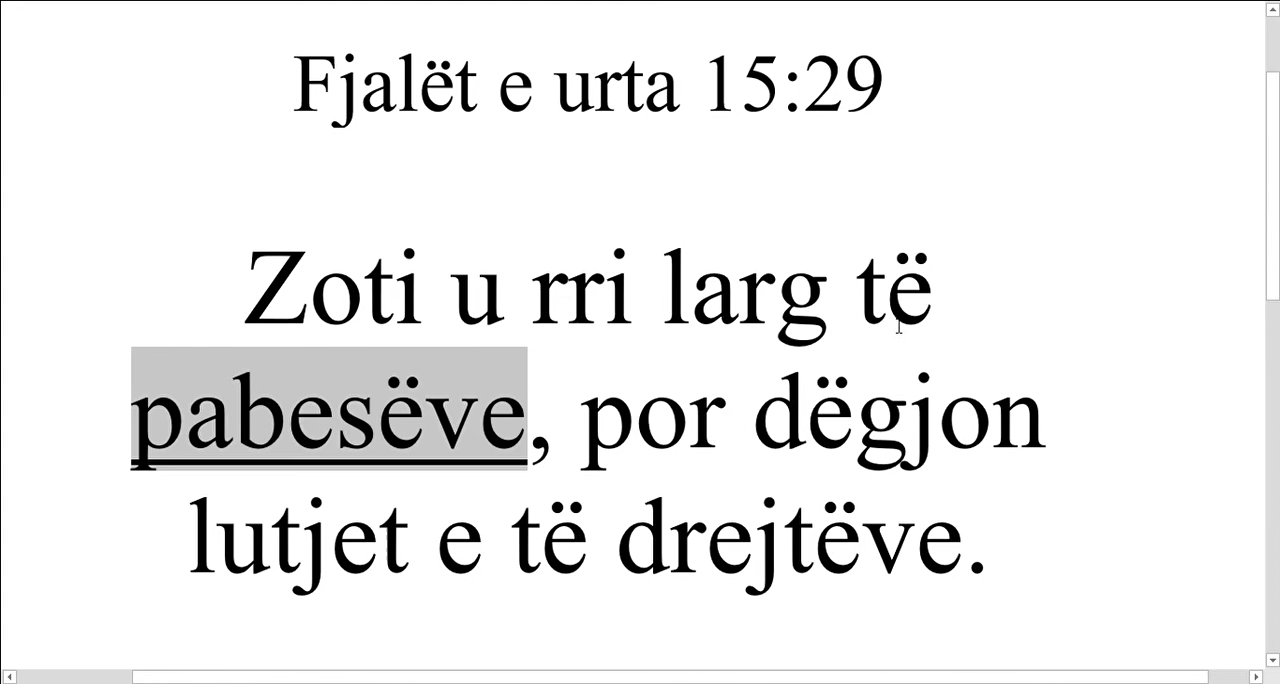 Fjalët e urta 15:29
Zoti u rri larg të
pabesëve, por dëgjon
lutjet e të drejtëve.